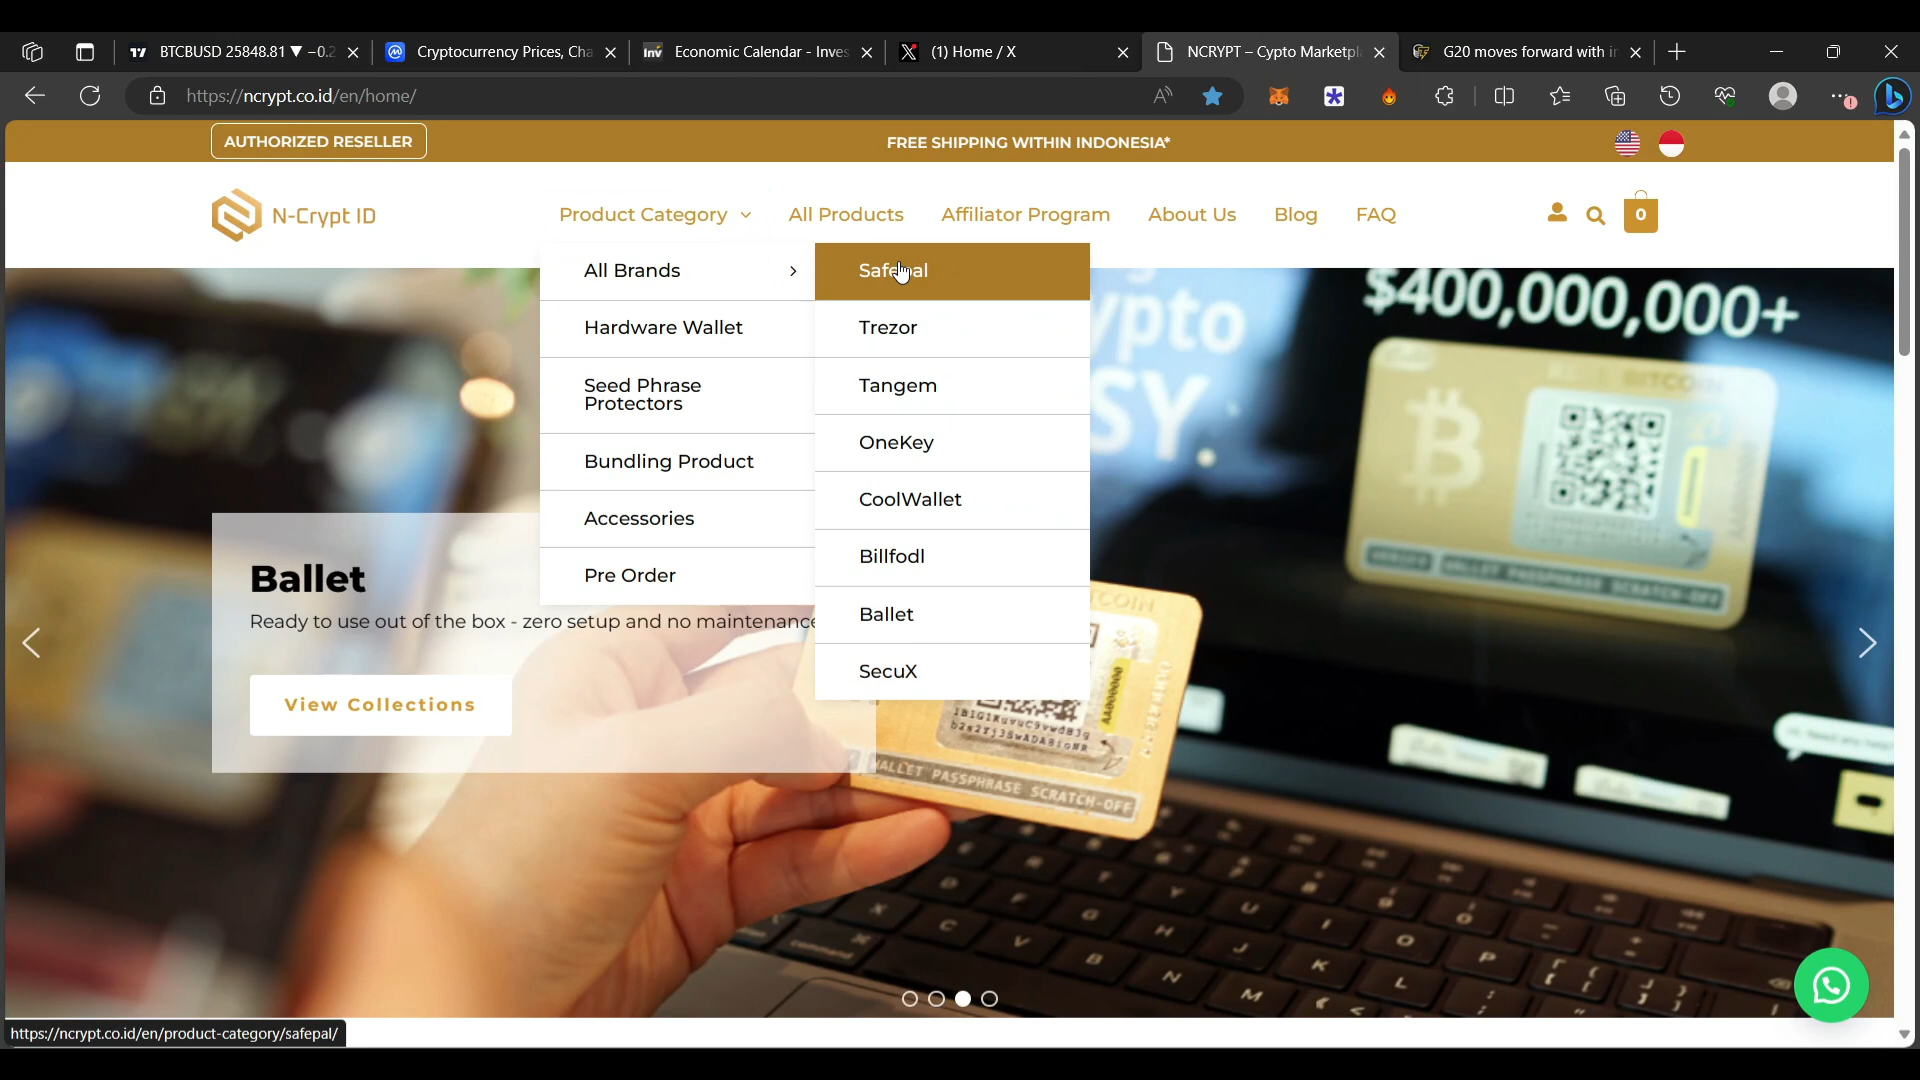 BTCBUSD 25848.81 ▼ −0.2
Cryptocurrency Prices, Cha
Economic Calendar - Inves
(1) Home / X
NCRYPT – Cypto Marketpl
G20 moves forward with in
https://ncrypt.co.id/en/home/
AUTHORIZED RESELLER
FREE SHIPPING WITHIN INDONESIA*
N-Crypt ID
Product Category
All Products
Affiliator Program
About Us
Blog
FAQ
0
All Brands
Hardware Wallet
Seed Phrase
Protectors
Bundling Product
Accessories
Pre Order
Safepal
Trezor
Tangem
OneKey
CoolWallet
Billfodl
Ballet
SecuX
$400,000,000+
BITCOIN
Ballet
Ready to use out of the box - zero setup and no maintenance
View Collections
AA000000
WALLET PASSPHRASE SCRATCH-OFF
command
https://ncrypt.co.id/en/product-category/safepal/